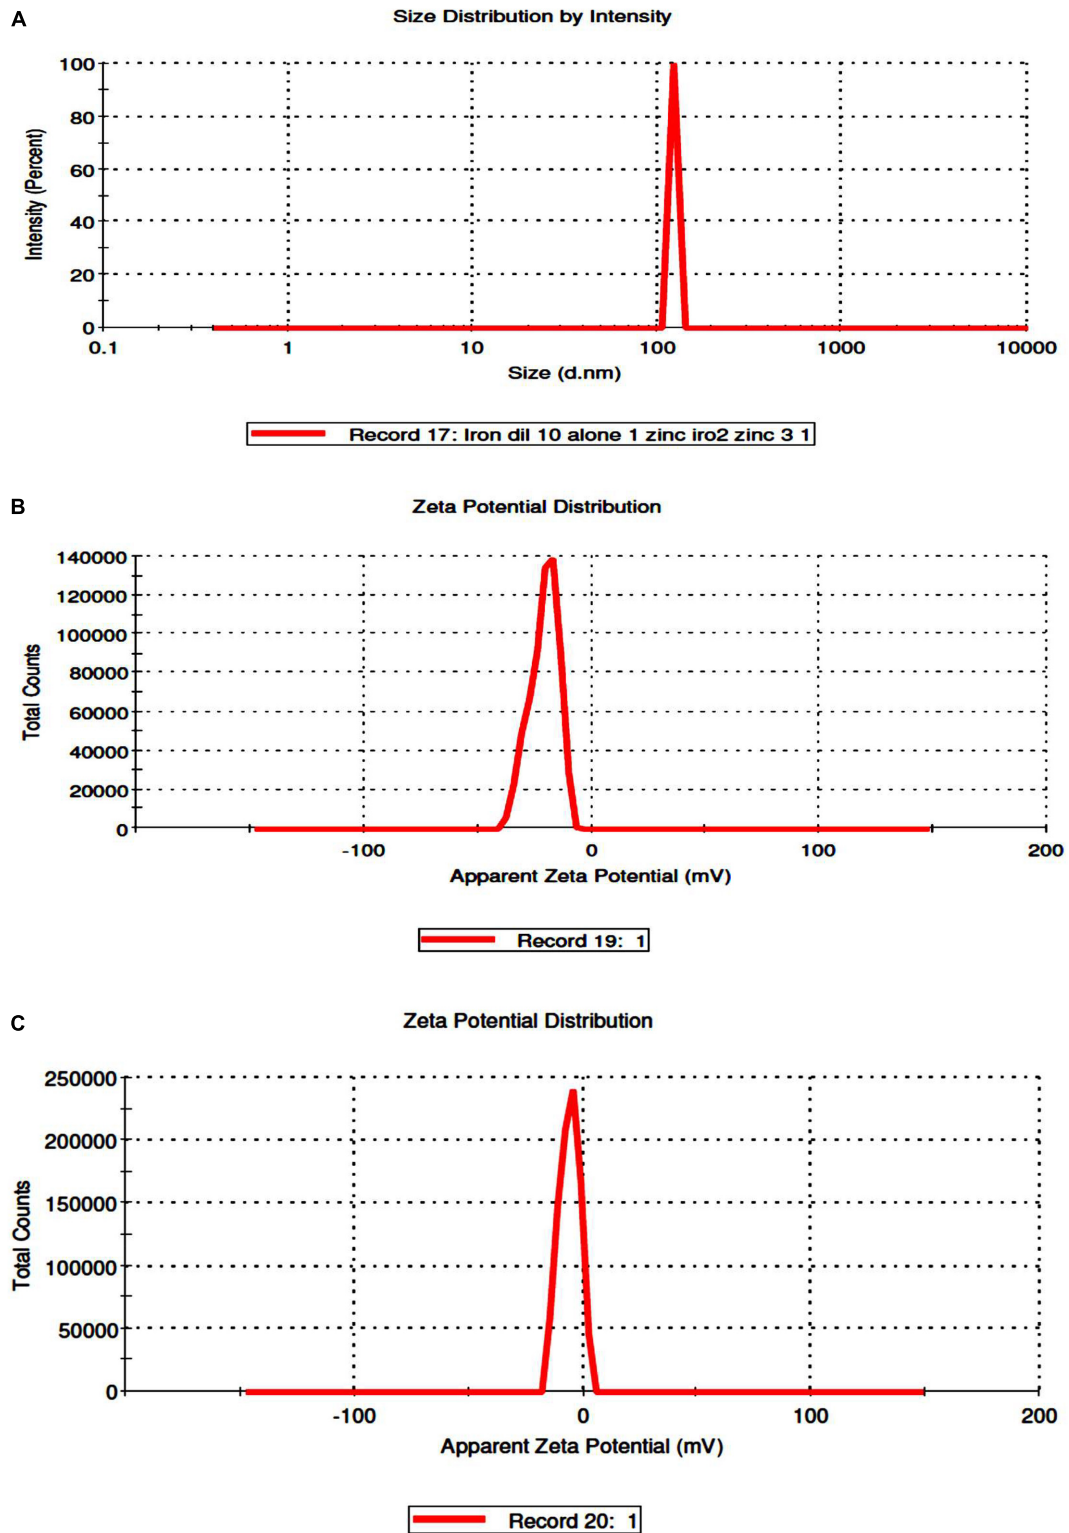 A
Size Distribution by Intensity
100
80
60
40
20
0
Intensity (Percent)
0.1 1 10 100 1000 10000
Size (d.nm)
Record 17: Iron dil 10 alone 1 zinc iro2 zinc 3 1
B
Zeta Potential Distribution
140000
120000
100000
80000
60000
40000
20000
0
Total Counts
-100 0 100 200
Apparent Zeta Potential (mV)
Record 19: 1
C
Zeta Potential Distribution
250000
200000
150000
100000
50000
0
Total Counts
-100 0 100 200
Apparent Zeta Potential (mV)
Record 20: 1